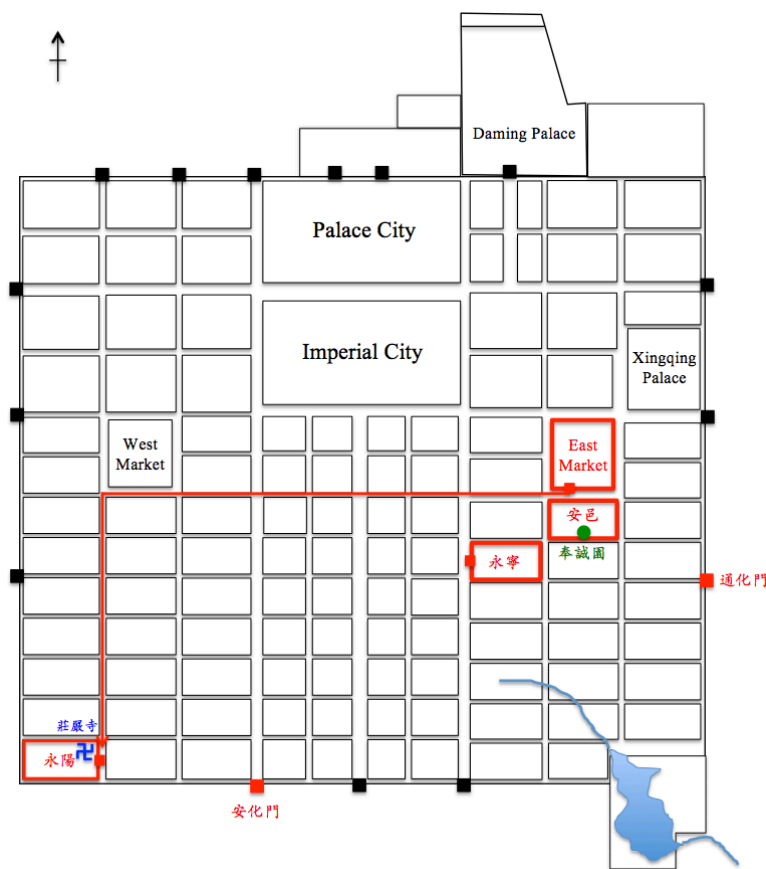 Daming Palace
Palace City
Imperial City
Xingqing
Palace
West
Market
East
Market
安邑
奉誠園
永寧
通化門
莊嚴寺
卍
永陽
安化門